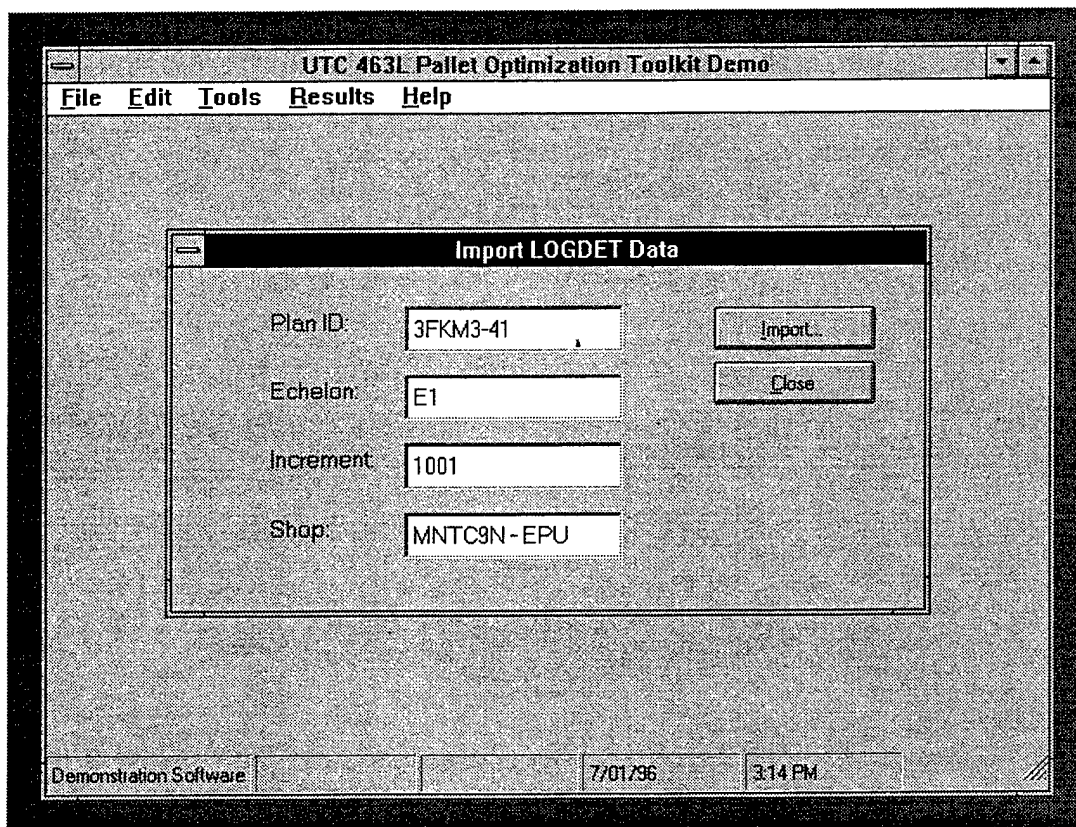 UTC 463L Pallet Optimization Toolkit Demo
File Edit Tools Results Help
Import LOGDET Data
Plan ID: 3FKM3-41 Import...
Echelon: E1 Close
Increment: 1001
Shop: MNTC9N-EPU
Demonstration Software 7/01/96 3:14 PM